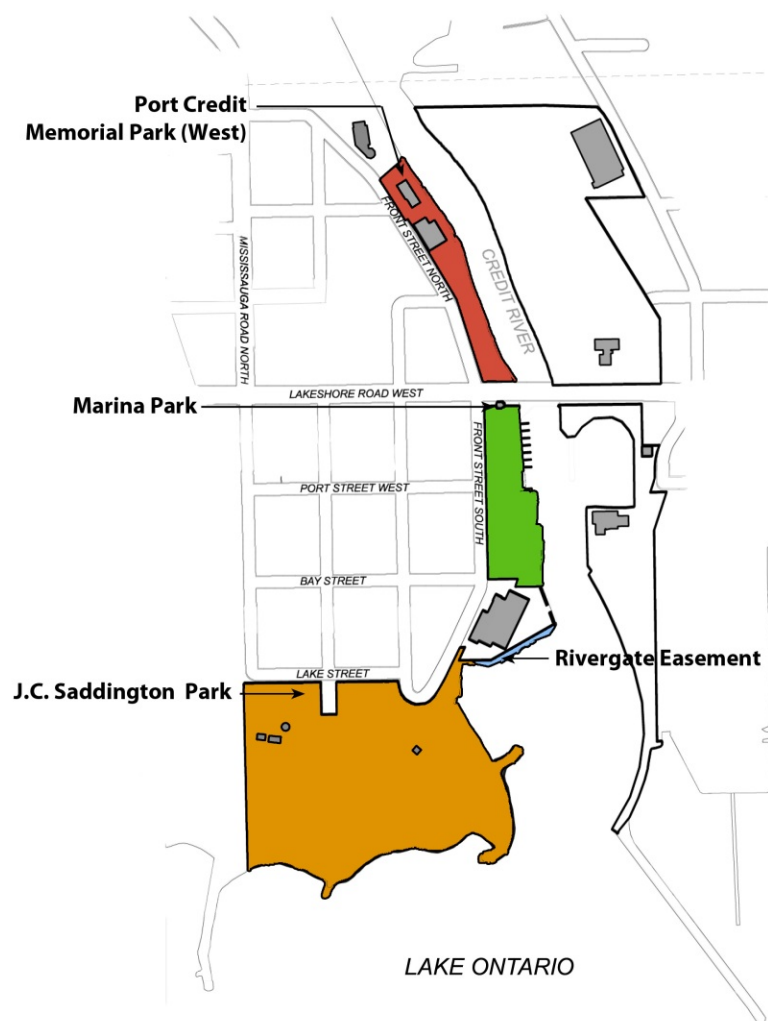 Port Credit
Memorial Park (West)
FRONT STREET NORTH
CREDIT RIVER
MISSISSAUGA ROAD NORTH
LAKESHORE ROAD WEST
Marina Park
FRONT STREET SOUTH
PORT STREET WEST
BAY STREET
Rivergate Easement
LAKE STREET
J.C. Saddington Park
LAKE ONTARIO